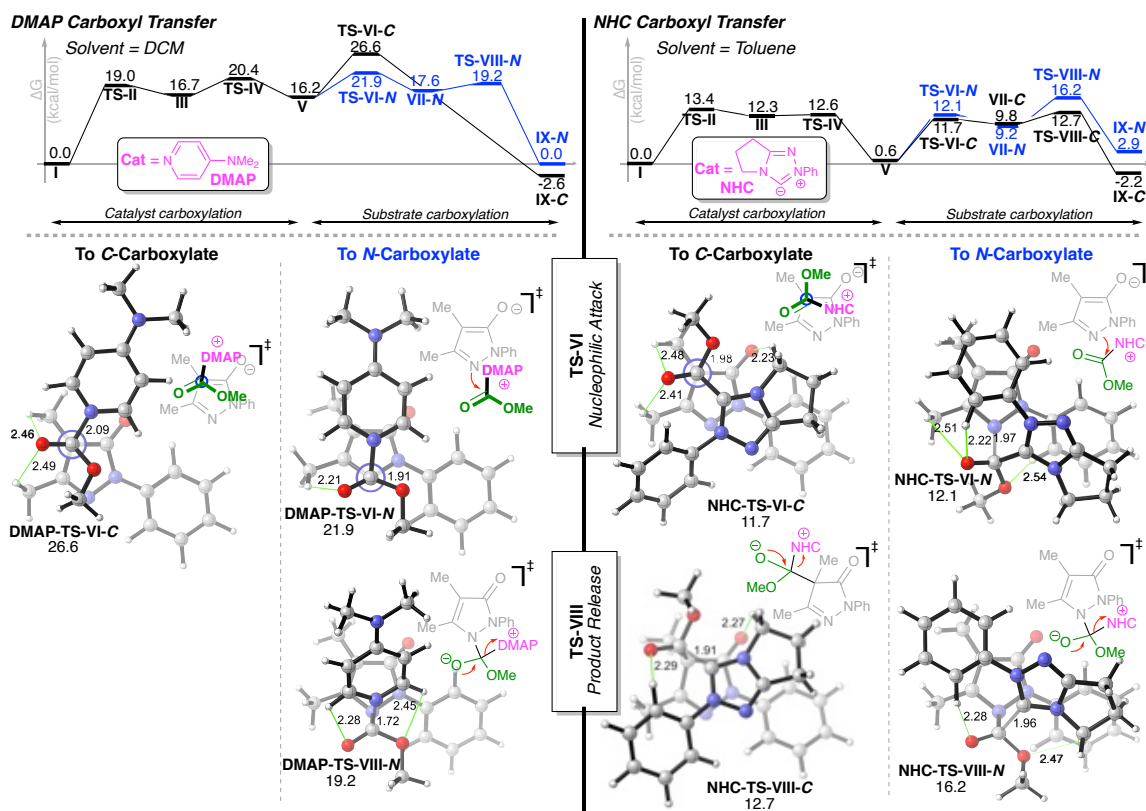 DMAP Carboxyl Transfer
Solvent = DCM
ΔG
(kcal/mol)
0.0
I
19.0
TS-II
16.7
III
20.4
TS-IV
16.2
V
TS-VI-C
26.6
21.9
TS-VI-N
17.6
VII-N
TS-VIII-N
19.2
IX-N
0.0
-2.6
IX-C
Cat =
N
NMe2
DMAP
Catalyst carboxylation
Substrate carboxylation
NHC Carboxyl Transfer
Solvent = Toluene
ΔG
(kcal/mol)
0.0
I
13.4
TS-II
12.3
III
12.6
TS-IV
0.6
V
TS-VI-N
12.1
11.7
TS-VI-C
VII-C
9.8
9.2
VII-N
TS-VIII-N
16.2
12.7
TS-VIII-C
IX-N
2.9
-2.2
IX-C
Cat =
N
N
NPh
⊖
⊕
NHC
Catalyst carboxylation
Substrate carboxylation
To C-Carboxylate
⊕
DMAP
O
⊖
O
OMe
Me
N
NPh
‡
2.09
2.46
2.49
DMAP-TS-VI-C
26.6
To N-Carboxylate
Me
O
⊖
Me
N
NPh
DMAP
⊕
O
OMe
‡
2.21
1.91
DMAP-TS-VI-N
21.9
TS-VI
Nucleophilic Attack
To C-Carboxylate
OMe
Me
O
⊖
O
NHC
⊕
Me
N
NPh
‡
2.48
1.98
2.23
2.41
NHC-TS-VI-C
11.7
To N-Carboxylate
Me
O
⊖
Me
N
NPh
NHC
⊕
O
OMe
‡
2.51
2.22
1.97
2.54
NHC-TS-VI-N
12.1
Me
O
Me
N
NPh
⊕
DMAP
⊖
O
OMe
‡
2.45
2.28
1.72
DMAP-TS-VIII-N
19.2
TS-VIII
Product Release
⊖
O
⊕
NHC
Me
O
MeO
Me
N
NPh
‡
2.27
1.91
2.29
NHC-TS-VIII-C
12.7
Me
O
Me
N
NPh
⊕
NHC
⊖
O
OMe
‡
2.28
1.96
2.47
NHC-TS-VIII-N
16.2